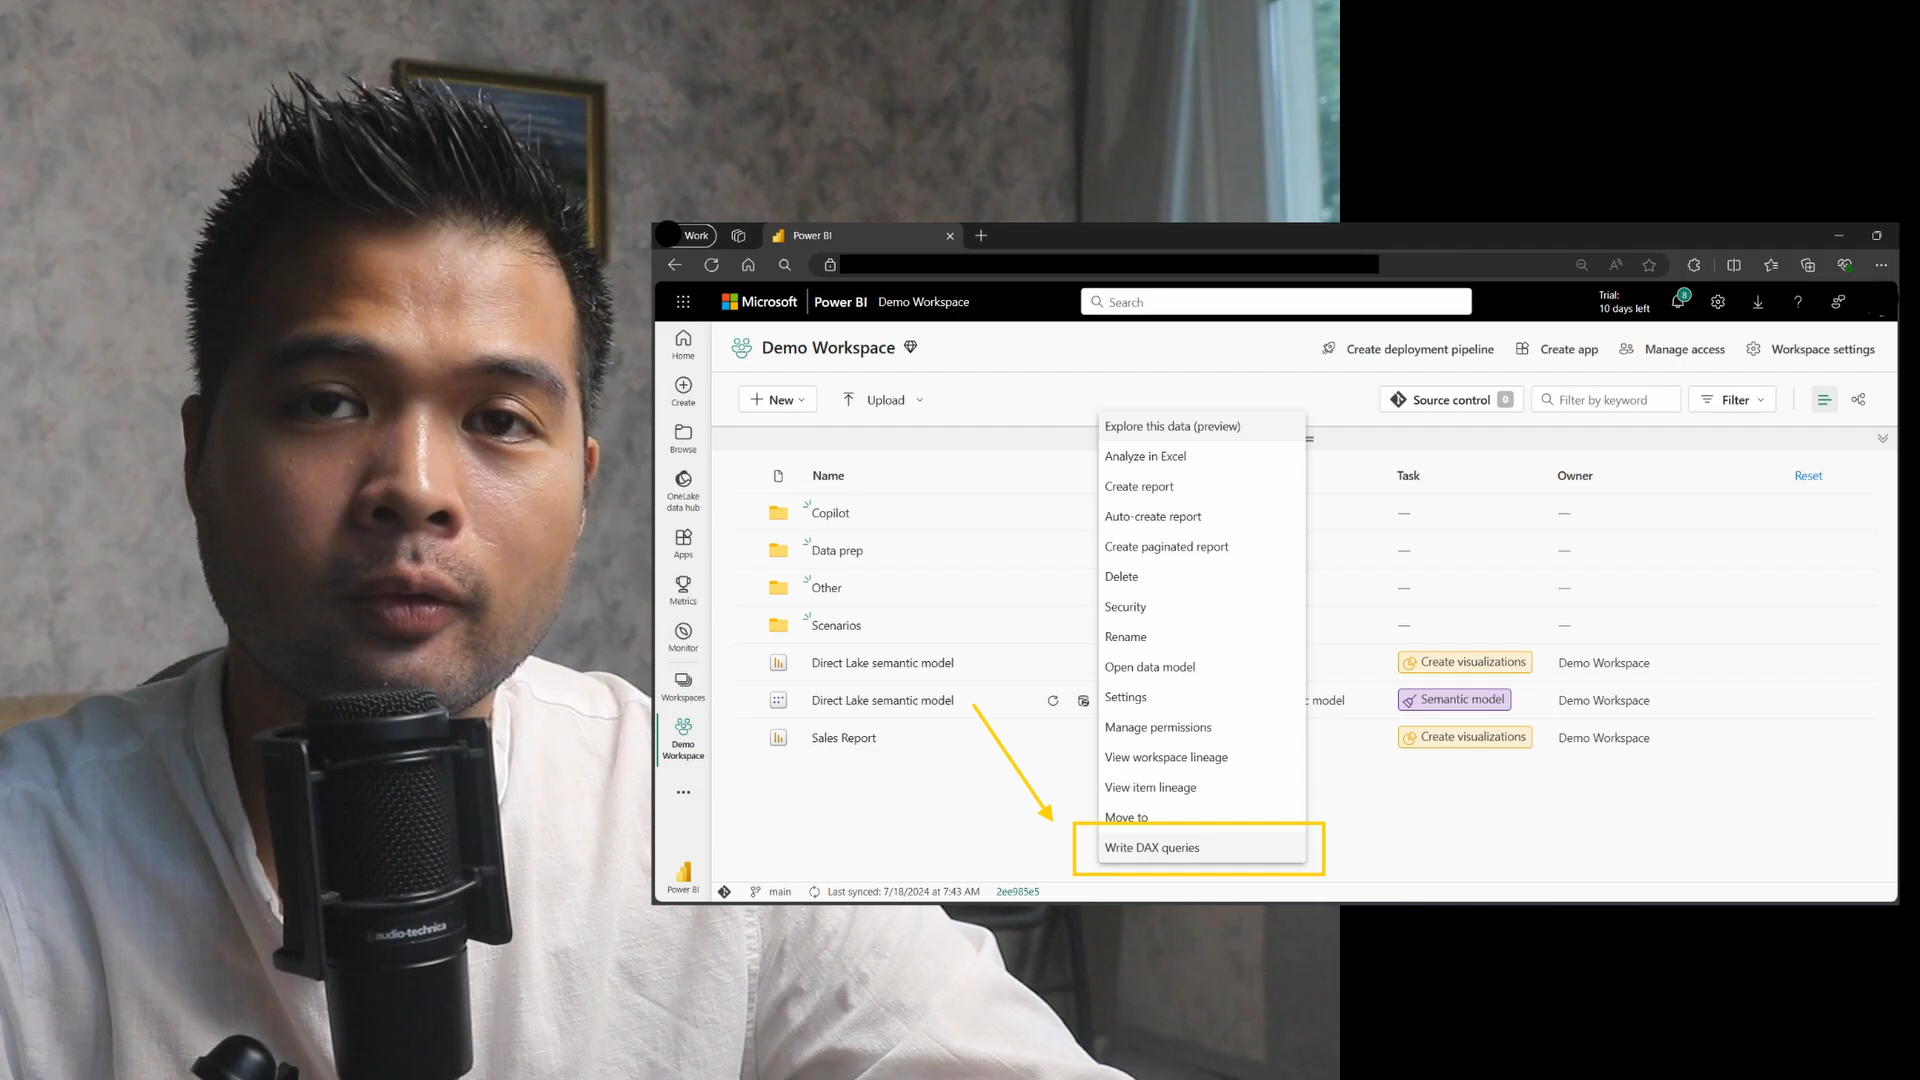 Work
Power BI
Microsoft
Power BI
Demo Workspace
Search
Trial:
10 days left
8
?
Home
Create
Browse
OneLake
data hub
Apps
Metrics
Monitor
Workspaces
Demo
Workspace
Power BI
Demo Workspace
Create deployment pipeline
Create app
Manage access
Workspace settings
New
Upload
Source control 0
Filter by keyword
Filter
Name
Task
Owner
Reset
Copilot
—
—
Data prep
—
—
Other
—
—
Scenarios
—
—
Direct Lake semantic model
Create visualizations
Demo Workspace
Direct Lake semantic model
c model
Semantic model
Demo Workspace
Sales Report
Create visualizations
Demo Workspace
Explore this data (preview)
Analyze in Excel
Create report
Auto-create report
Create paginated report
Delete
Security
Rename
Open data model
Settings
Manage permissions
View workspace lineage
View item lineage
Move to
Write DAX queries
main
Last synced: 7/18/2024 at 7:43 AM
2ee985e5
audio-technica